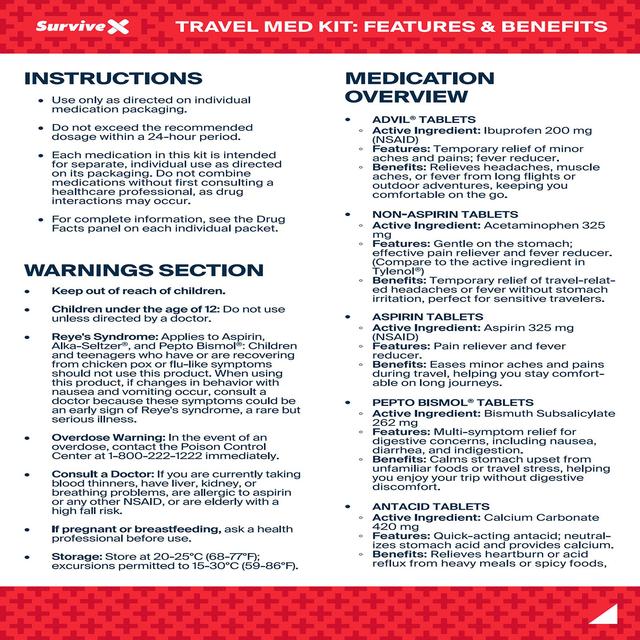 SurviveX
TRAVEL MED KIT: FEATURES & BENEFITS
INSTRUCTIONS
• Use only as directed on individual
medication packaging.
• Do not exceed the recommended
dosage within a 24-hour period.
• Each medication in this kit is intended
for separate, individual use as directed
on its packaging. Do not combine
medications without first consulting a
healthcare professional, as drug
interactions may occur.
• For complete information, see the Drug
Facts panel on each individual packet.
WARNINGS SECTION
• Keep out of reach of children.
• Children under the age of 12: Do not use
unless directed by a doctor.
• Reye's Syndrome: Applies to Aspirin,
Alka-Seltzer®, and Pepto Bismol®: Children
and teenagers who have or are recovering
from chicken pox or flu-like symptoms
should not use this product. When using
this product, if changes in behavior with
nausea and vomiting occur, consult a
doctor because these symptoms could be
an early sign of Reye's syndrome, a rare but
serious illness.
• Overdose Warning: In the event of an
overdose, contact the Poison Control
Center at 1-800-222-1222 immediately.
• Consult a Doctor: If you are currently taking
blood thinners, have liver, kidney, or
breathing problems, are allergic to aspirin
or any other NSAID, or are elderly with a
high fall risk.
• If pregnant or breastfeeding, ask a health
professional before use.
• Storage: Store at 20-25°C (68-77°F);
excursions permitted to 15-30°C (59-86°F).
MEDICATION
OVERVIEW
• ADVIL® TABLETS
◦ Active Ingredient: Ibuprofen 200 mg
(NSAID)
◦ Features: Temporary relief of minor
aches and pains; fever reducer.
◦ Benefits: Relieves headaches, muscle
aches, or fever from long flights or
outdoor adventures, keeping you
comfortable on the go.
• NON-ASPIRIN TABLETS
◦ Active Ingredient: Acetaminophen 325
mg
◦ Features: Gentle on the stomach;
effective pain reliever and fever reducer.
(Compare to the active ingredient in
Tylenol®)
◦ Benefits: Temporary relief of travel-relat-
ed headaches or fever without stomach
irritation, perfect for sensitive travelers.
• ASPIRIN TABLETS
◦ Active Ingredient: Aspirin 325 mg
(NSAID)
◦ Features: Pain reliever and fever
reducer.
◦ Benefits: Eases minor aches and pains
during travel, helping you stay comfort-
able on long journeys.
• PEPTO BISMOL® TABLETS
◦ Active Ingredient: Bismuth Subsalicylate
262 mg
◦ Features: Multi-symptom relief for
digestive concerns, including nausea,
diarrhea, and indigestion.
◦ Benefits: Calms stomach upset from
unfamiliar foods or travel stress, helping
you enjoy your trip without digestive
discomfort.
• ANTACID TABLETS
◦ Active Ingredient: Calcium Carbonate
420 mg
◦ Features: Quick-acting antacid; neutral-
izes stomach acid and provides calcium.
◦ Benefits: Relieves heartburn or acid
reflux from heavy meals or spicy foods,